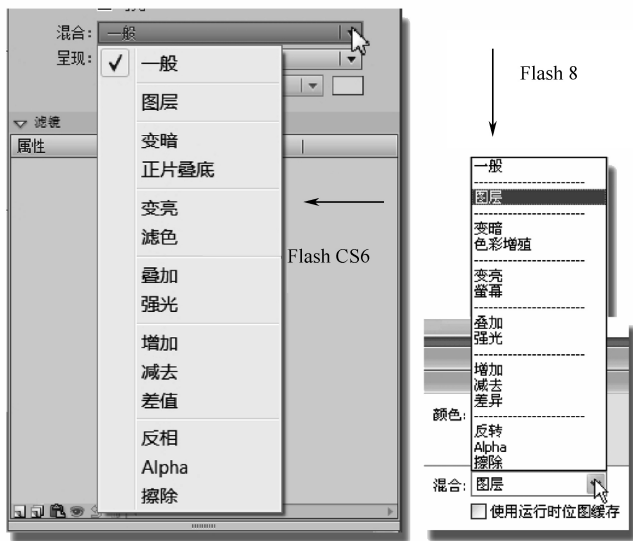 混合: 一般
呈现:
一般
图层
变暗
正片叠底
变亮
滤色
叠加
强光
增加
减去
差值
反相
Alpha
擦除
滤镜
属性
Flash CS6
Flash 8
一般
图层
变暗
色彩增殖
变亮
萤幕
叠加
强光
增加
减去
差异
反转
Alpha
擦除
颜色:
混合: 图层
使用运行时位图缓存